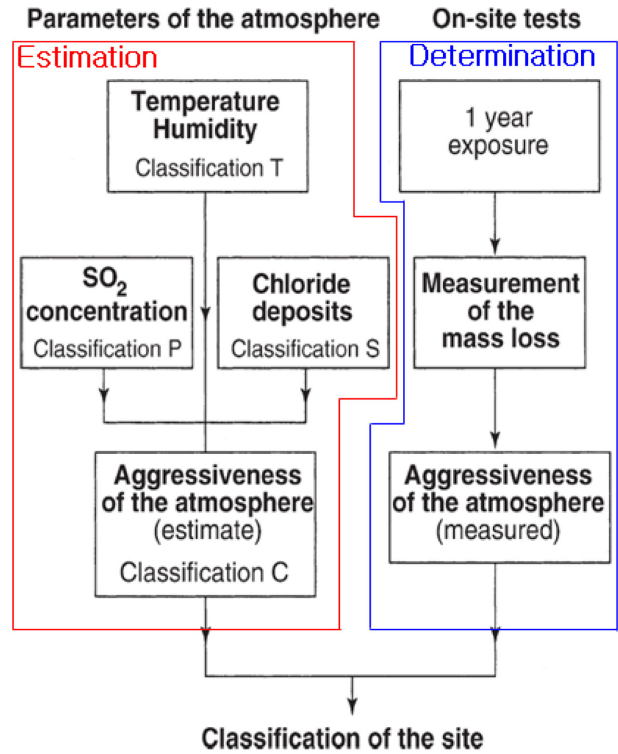 Parameters of the atmosphere
Estimation
Temperature
Humidity
Classification T
SO₂
concentration
Classification P
Chloride
deposits
Classification S
Aggressiveness
of the atmosphere
(estimate)
Classification C
On-site tests
Determination
1 year
exposure
Measurement
of the
mass loss
Aggressiveness
of the atmosphere
(measured)
Classification of the site